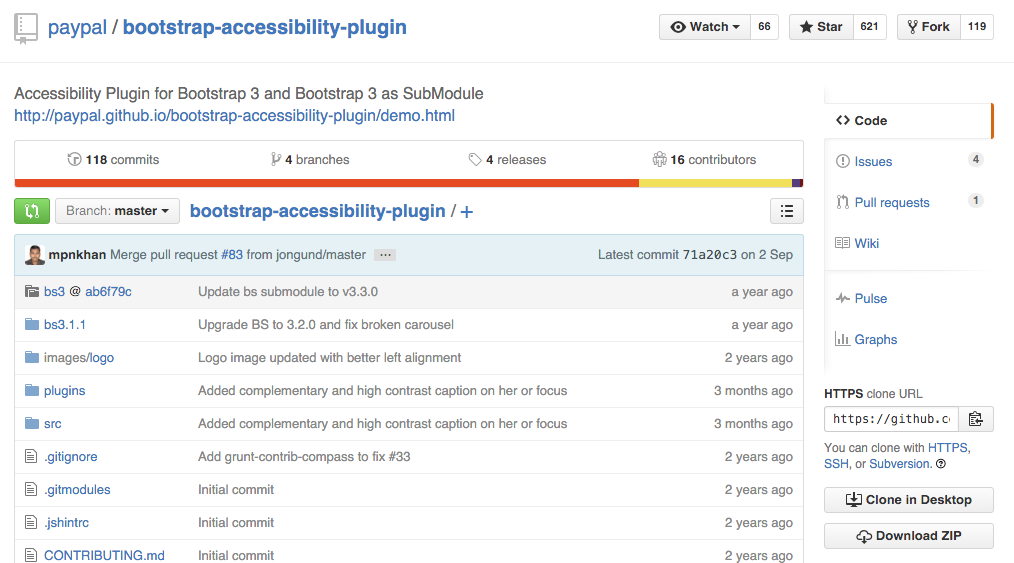 paypal / bootstrap-accessibility-plugin
Watch 66 Star 621 Fork 119
Accessibility Plugin for Bootstrap 3 and Bootstrap 3 as SubModule
http://paypal.github.io/bootstrap-accessibility-plugin/demo.html
118 commits 4 branches 4 releases 16 contributors
Branch: master bootstrap-accessibility-plugin / +
mpnkhan Merge pull request #83 from jongund/master ... Latest commit 71a20c3 on 2 Sep
bs3 @ ab6f79c Update bs submodule to v3.3.0 a year ago
bs3.1.1 Upgrade BS to 3.2.0 and fix broken carousel a year ago
images/logo Logo image updated with better left alignment 2 years ago
plugins Added complementary and high contrast caption on her or focus 3 months ago
src Added complementary and high contrast caption on her or focus 3 months ago
.gitignore Add grunt-contrib-compass to fix #33 2 years ago
.gitmodules Initial commit 2 years ago
.jshintrc Initial commit 2 years ago
CONTRIBUTING.md Initial commit 2 years ago
Code
Issues 4
Pull requests 1
Wiki
Pulse
Graphs
HTTPS clone URL
https://github.c
You can clone with HTTPS,
SSH, or Subversion.
Clone in Desktop
Download ZIP